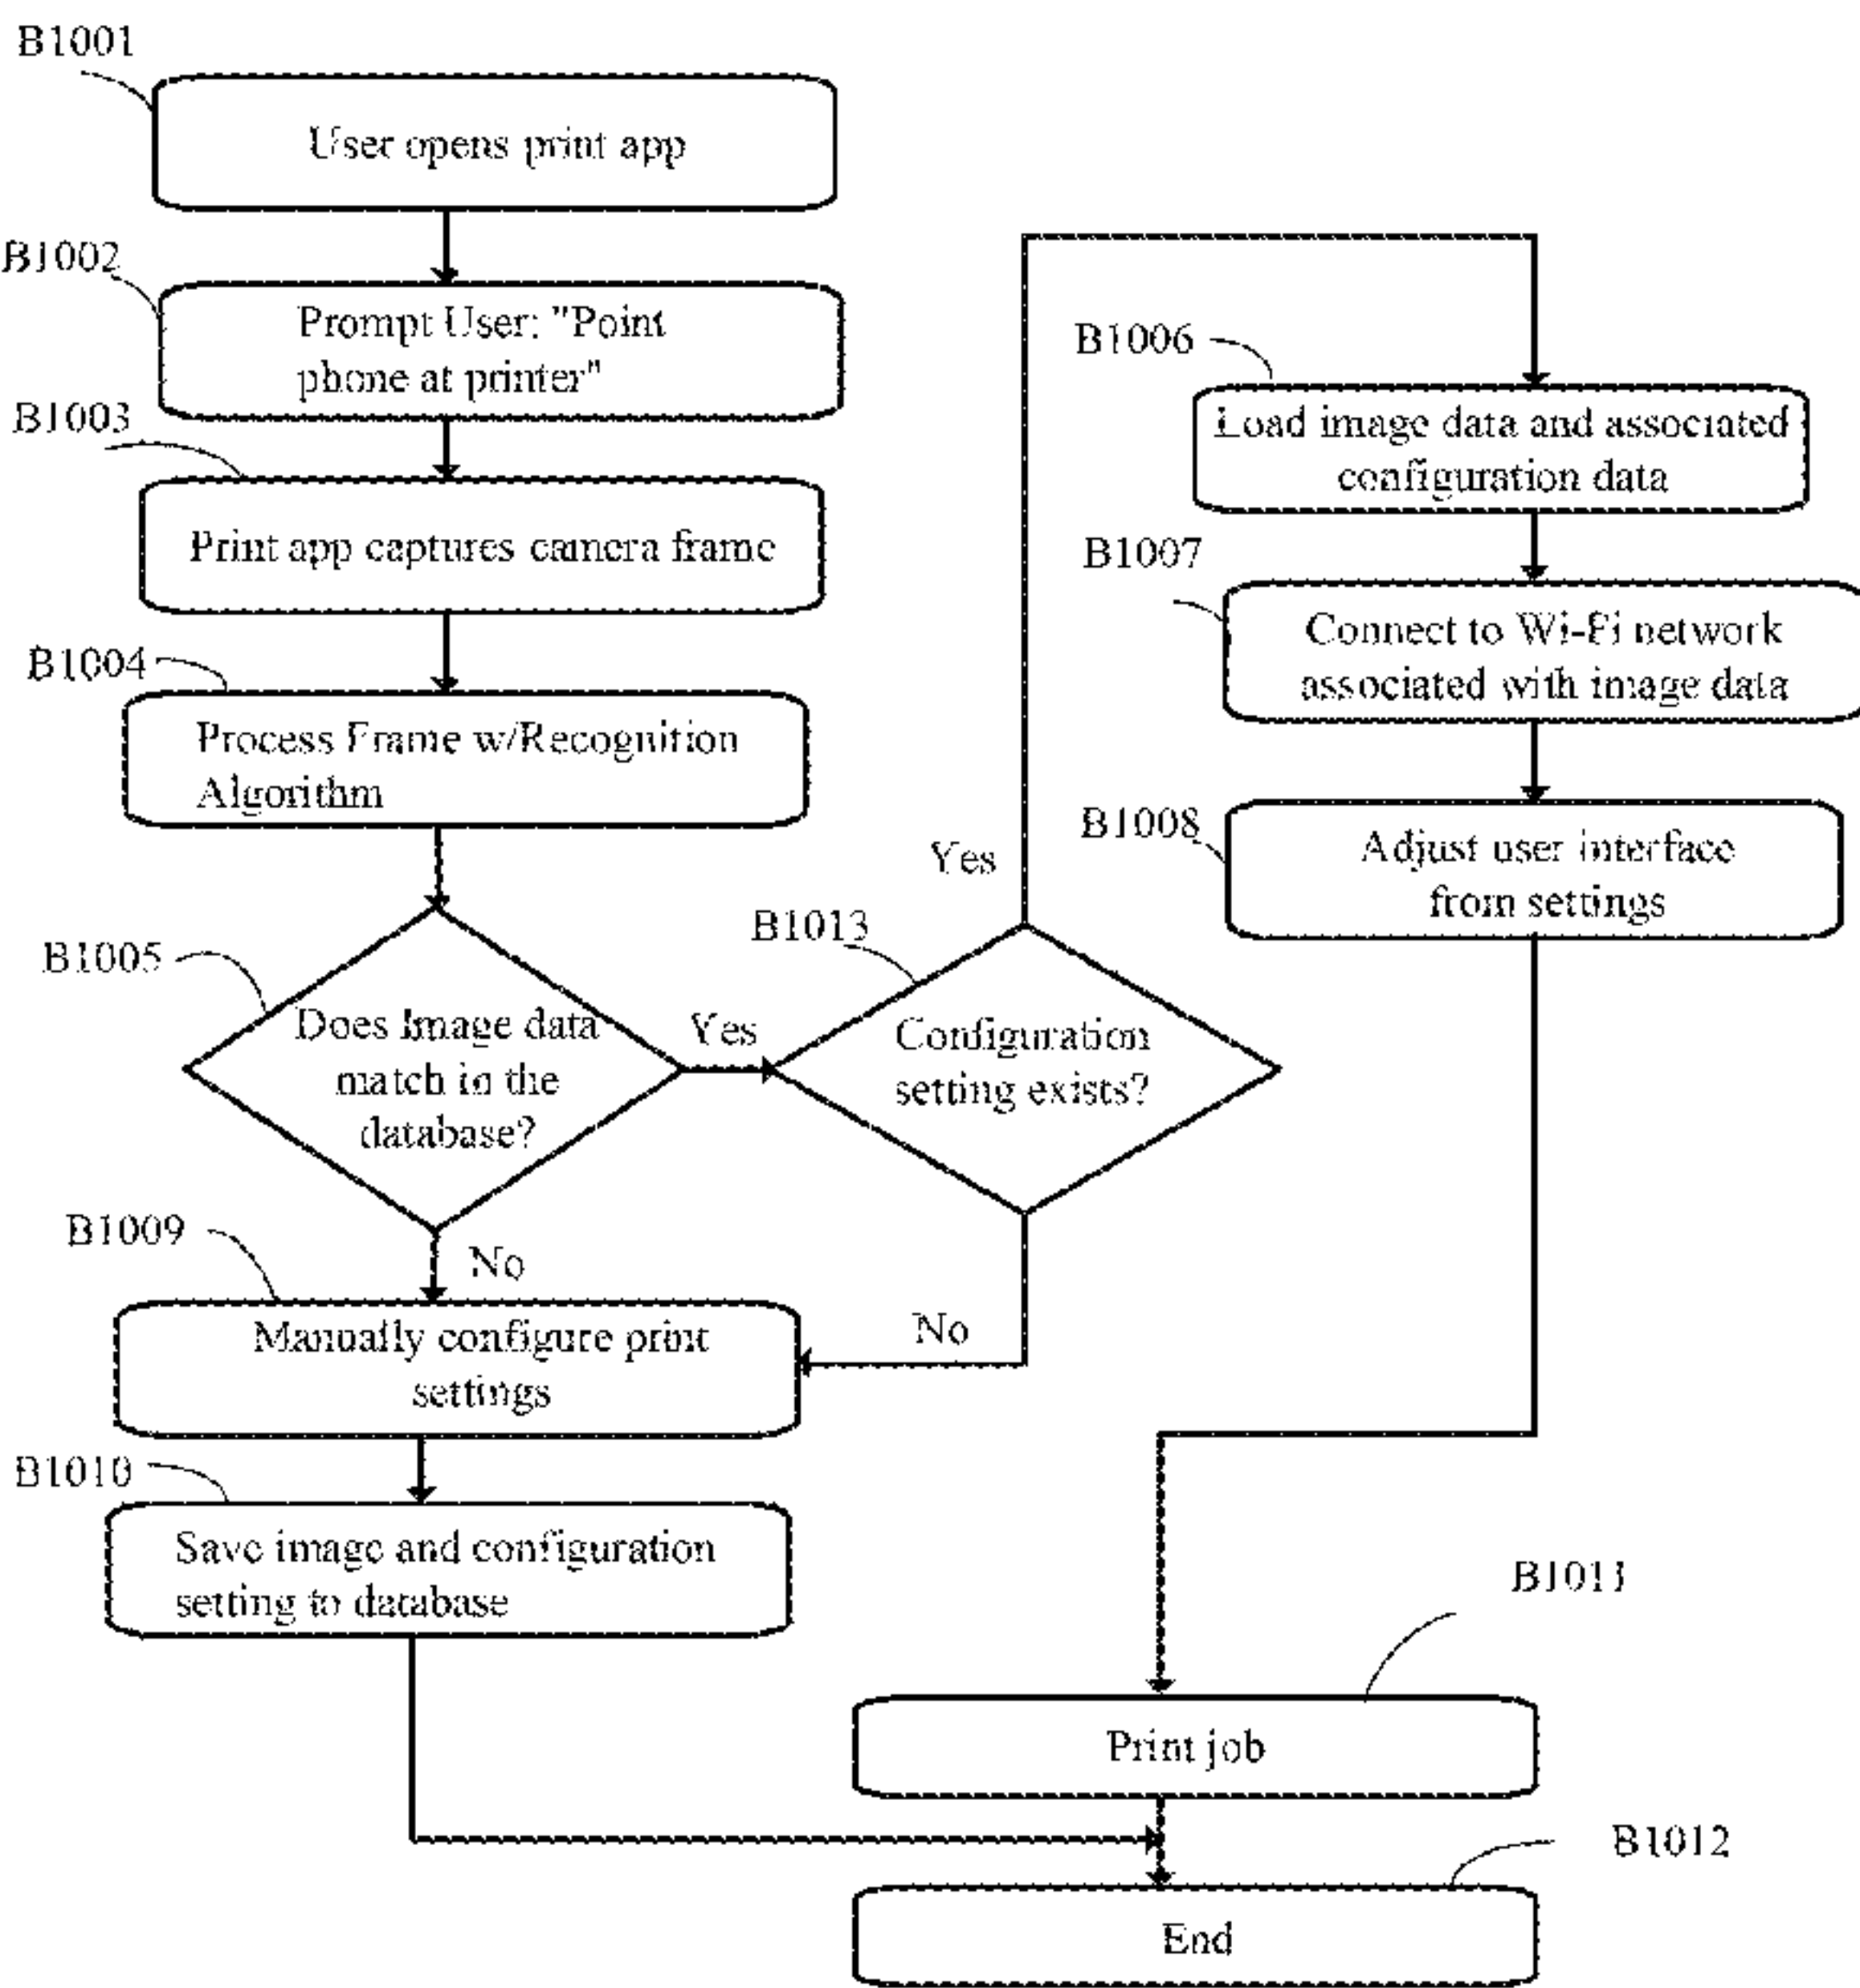 B1001
User opens print app
B1002
Prompt User: "Point
phone at printer"
B1003
Print app captures camera frame
B1004
Process Frame w/Recognition
Algorithm
B1005
Does Image data
match in the
database?
Yes
No
B1013
Configuration
setting exists?
Yes
No
B1006
Load image data and associated
configuration data
B1007
Connect to Wi-Fi network
associated with image data
B1008
Adjust user interface
from settings
B1009
Manually configure print
settings
B1010
Save image and configuration
setting to database
B1011
Print job
B1012
End